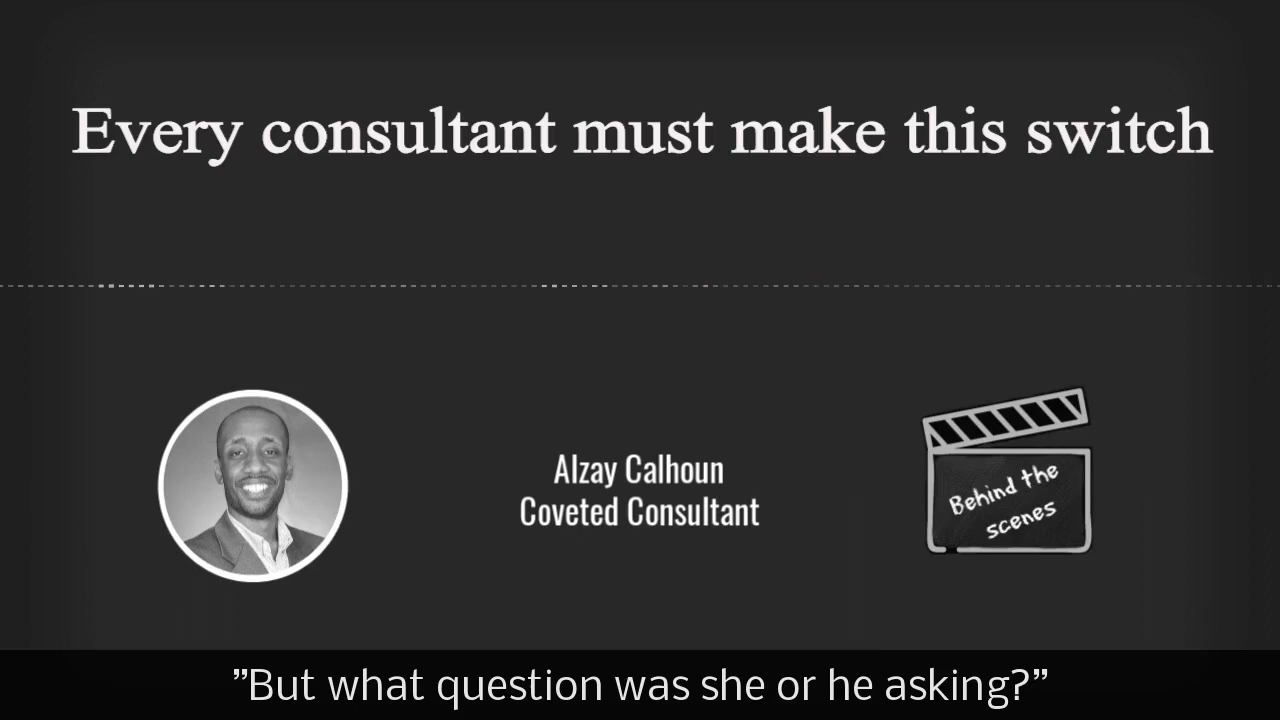 Every consultant must make this switch
Alzay Calhoun
Coveted Consultant
Behind the
scenes
”But what question was she or he asking?”